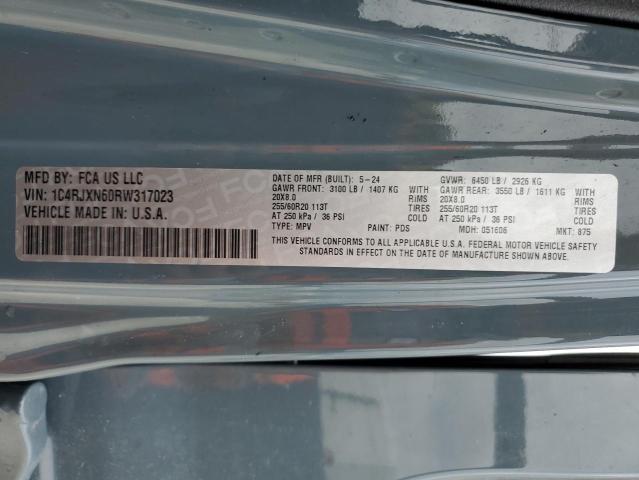 MFD BY: FCA US LLC
VIN: 1C4RJXN60RW317023
VEHICLE MADE IN: U.S.A.
DATE OF MFR (BUILT): 5-24 GVWR: 6450 LB / 2926 KG
GAWR FRONT: 3100 LB / 1407 KG WITH GAWR REAR: 3550 LB / 1611 KG WITH
20X8.0 RIMS 20X8.0 RIMS
255/60R20 113T TIRES 255/60R20 113T TIRES
AT 250 kPa / 36 PSI COLD AT 250 kPa / 36 PSI COLD
TYPE: MPV PAINT: PDS MDH: 051606 MKT: 875
THIS VEHICLE CONFORMS TO ALL APPLICABLE U.S.A. FEDERAL MOTOR VEHICLE SAFETY
STANDARDS IN EFFECT ON THE DATE OF MANUFACTURE SHOWN ABOVE.